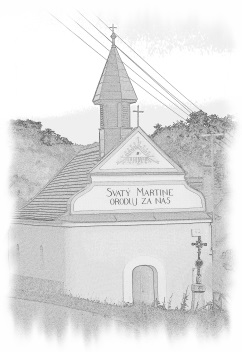 SVATÝ MARTINE
ORODUJ ZA NÁS